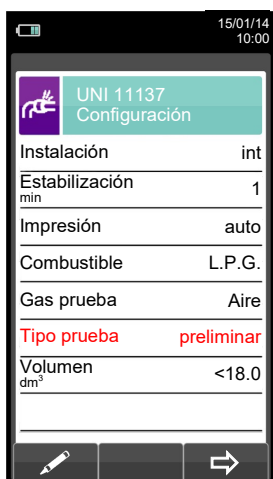 15/01/14
10:00
UNI 11137
Configuración
Instalación int
Estabilización
min 1
Impresión auto
Combustible L.P.G.
Gas prueba Aire
Tipo prueba preliminar
Volumen
dm³ <18.0